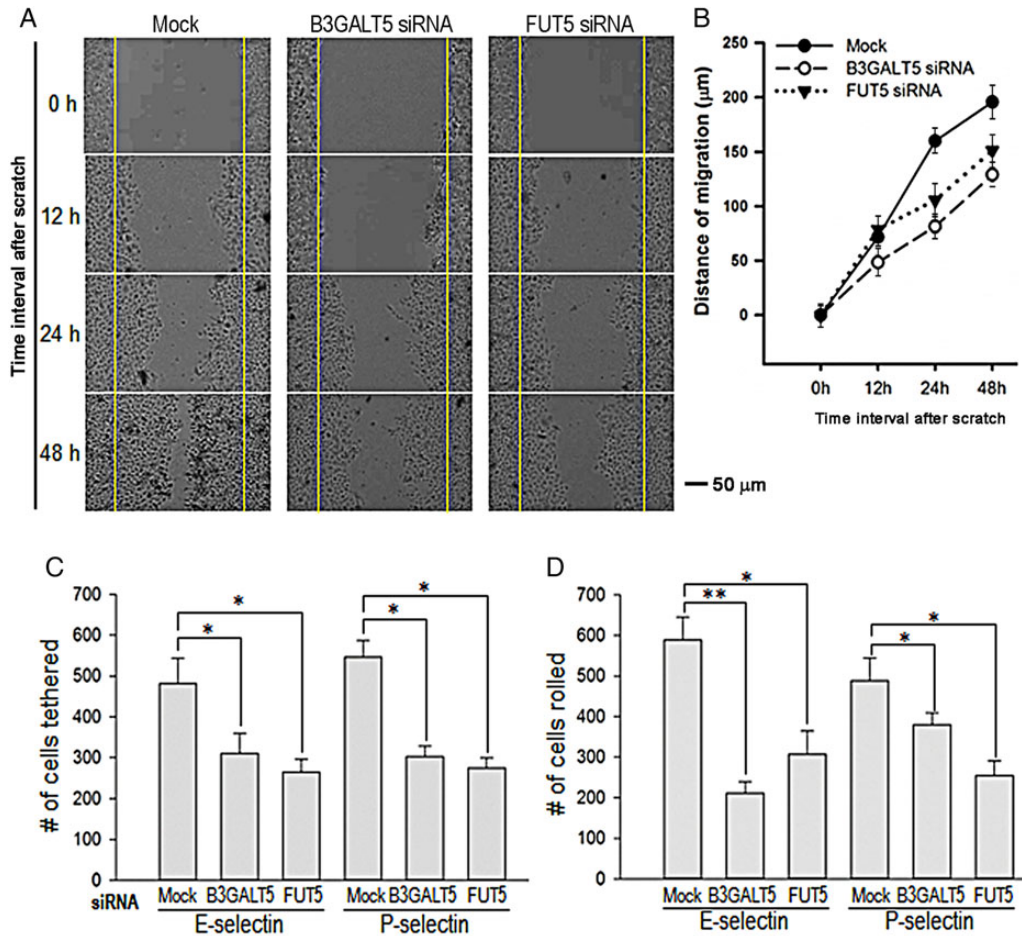 A
Mock
B3GALT5 siRNA
FUT5 siRNA
Time interval after scratch
0 h
12 h
24 h
48 h
50 μm
B
Distance of migration (μm)
250
200
150
100
50
0
Mock
B3GALT5 siRNA
FUT5 siRNA
0h 12h 24h 48h
Time interval after scratch
C
# of cells tethered
700
600
500
400
300
200
100
0
* * * *
siRNA Mock B3GALT5 FUT5 Mock B3GALT5 FUT5
E-selectin P-selectin
D
# of cells rolled
700
600
500
400
300
200
100
0
* ** * *
Mock B3GALT5 FUT5 Mock B3GALT5 FUT5
E-selectin P-selectin